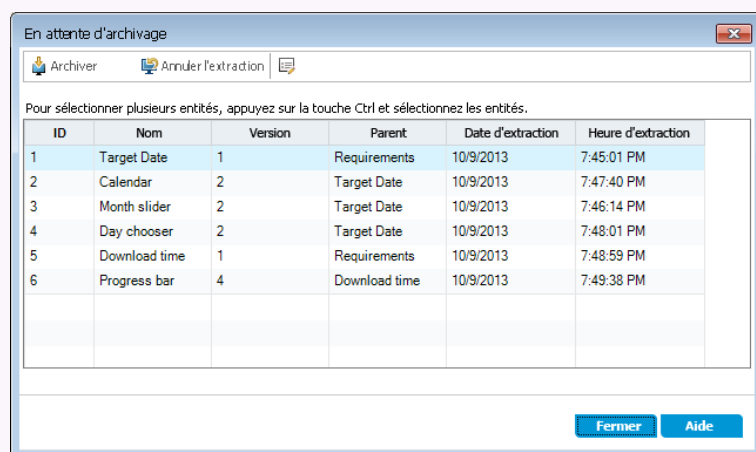 En attente d'archivage
Archiver Annuler l'extraction
Pour sélectionner plusieurs entités, appuyez sur la touche Ctrl et sélectionnez les entités.
ID Nom Version Parent Date d'extraction Heure d'extraction
1 Target Date 1 Requirements 10/9/2013 7:45:01 PM
2 Calendar 2 Target Date 10/9/2013 7:47:40 PM
3 Month slider 2 Target Date 10/9/2013 7:46:14 PM
4 Day chooser 2 Target Date 10/9/2013 7:48:01 PM
5 Download time 1 Requirements 10/9/2013 7:48:59 PM
6 Progress bar 4 Download time 10/9/2013 7:49:38 PM
Fermer Aide